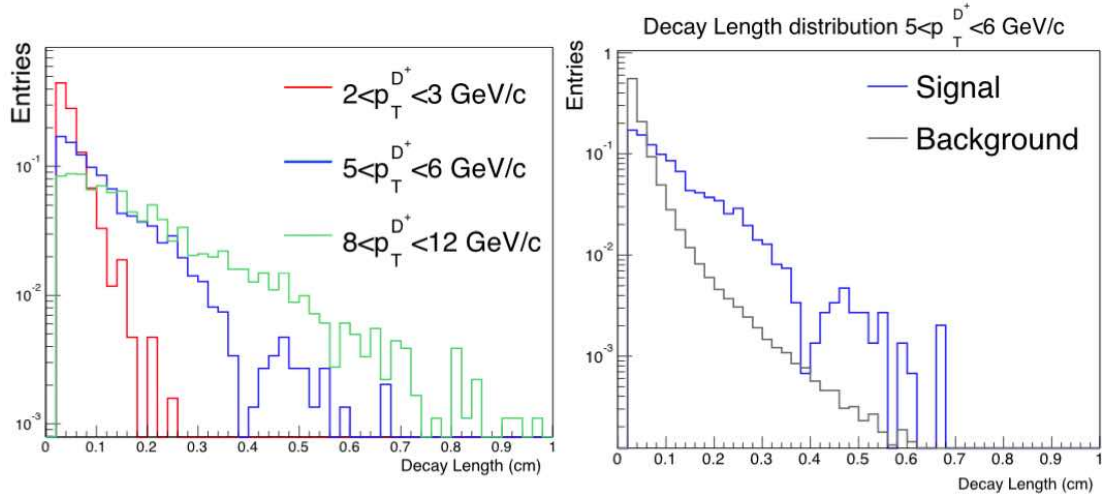 Entries
10⁻¹
10⁻²
10⁻³
2<p_T^{D⁺}<3 GeV/c
5<p_T^{D⁺}<6 GeV/c
8<p_T^{D⁺}<12 GeV/c
0 0.1 0.2 0.3 0.4 0.5 0.6 0.7 0.8 0.9 1
Decay Length (cm)
Decay Length distribution 5<p_T^{D⁺}<6 GeV/c
Entries
1
10⁻¹
10⁻²
10⁻³
Signal
Background
0 0.1 0.2 0.3 0.4 0.5 0.6 0.7 0.8 0.9 1
Decay Length (cm)